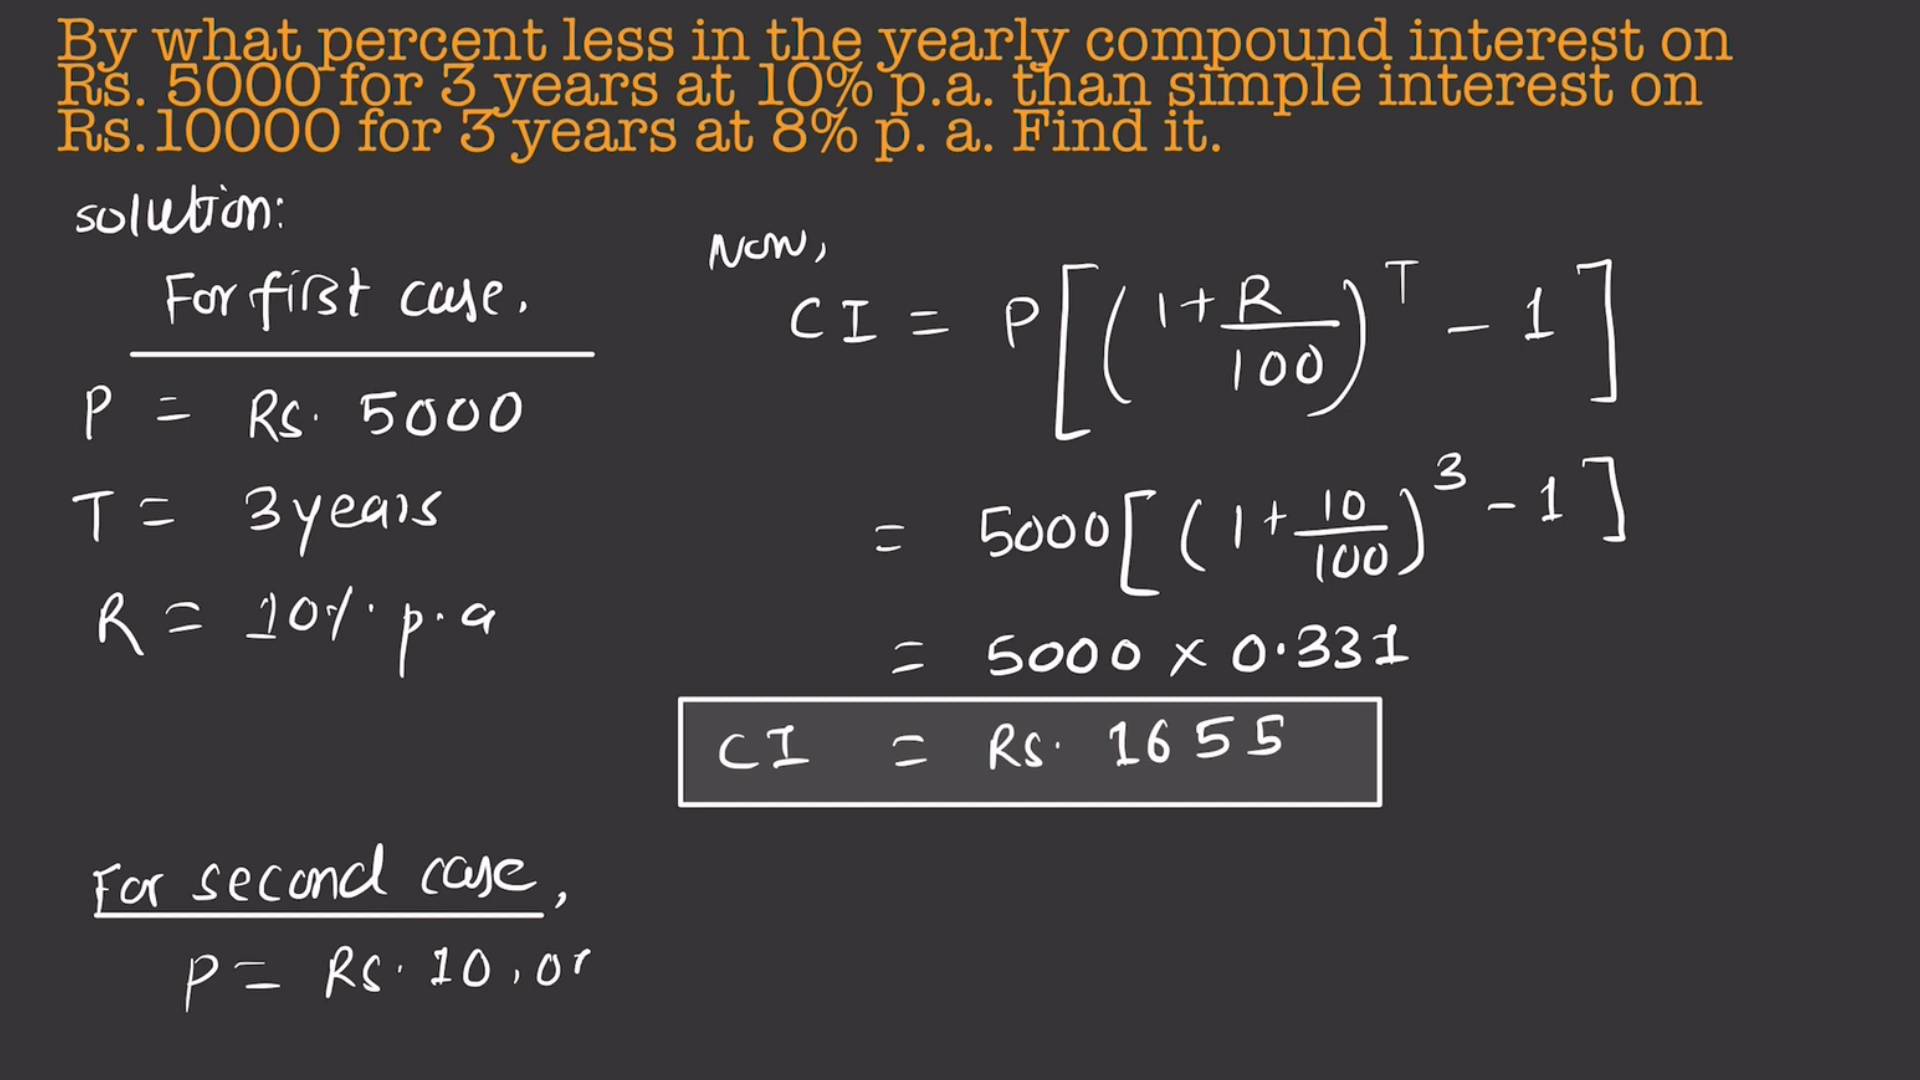 By what percent less in the yearly compound interest on
Rs. 5000 for 3 years at 10% p.a. than simple interest on
Rs.10000 for 3 years at 8% p. a. Find it.
solution:
For first case,
P = Rs. 5000
T = 3 years
R = 10% p.a
Now,
CI = P[(1+R/100)^T - 1]
= 5000[(1+10/100)^3 - 1]
= 5000 x 0.331
CI = Rs. 1655
For second case,
P = Rs. 10,0